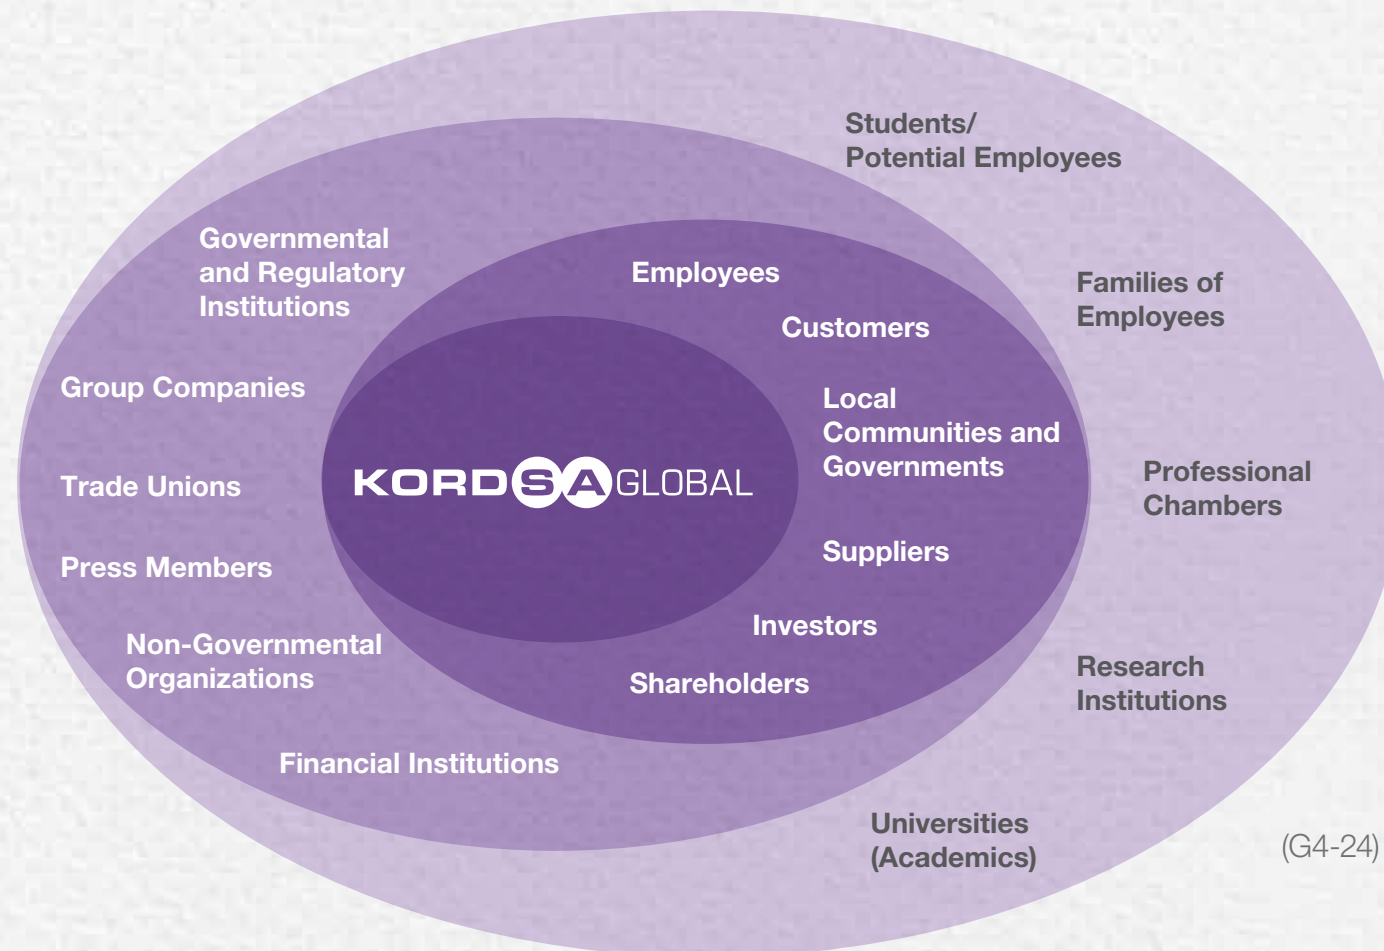 Students/
Potential Employees
Governmental
and Regulatory
Institutions
Employees
Families of
Employees
Customers
Group Companies
Local
Communities and
Governments
KORDSA GLOBAL
Professional
Chambers
Trade Unions
Suppliers
Press Members
Investors
Non-Governmental
Organizations
Research
Institutions
Shareholders
Financial Institutions
Universities
(Academics)
(G4-24)